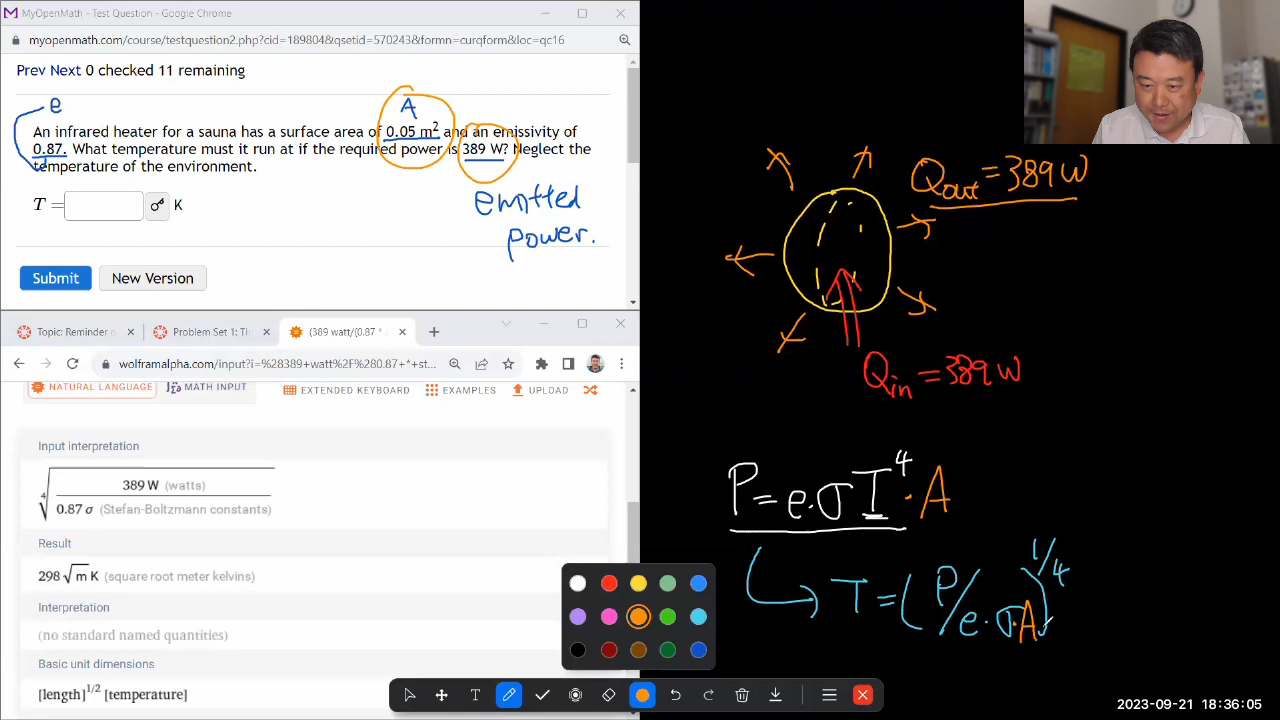 MyOpenMath - Test Question - Google Chrome
myopenmath.com/course/testquestion2.php?cid=189804&qsetid=570243&formn=curqform&loc=qc16
Prev Next 0 checked 11 remaining
e
A
An infrared heater for a sauna has a surface area of 0.05 m² and an emissivity of
0.87. What temperature must it run at if the required power is 389 W? Neglect the
temperature of the environment.
T = K
emitted
power.
Submit New Version
Topic: Reminder Problem Set 1: Th (389 watt/(0.87 *
wolframalpha.com/input?i=%28389+watt%2F%280.87+*+st...
NATURAL LANGUAGE MATH INPUT EXTENDED KEYBOARD EXAMPLES UPLOAD
Input interpretation
⁴√(389 W (watts) / 0.87 σ (Stefan-Boltzmann constants))
Result
298 √m K (square root meter kelvins)
Interpretation
(no standard named quantities)
Basic unit dimensions
[length]^1/2 [temperature]
Qout = 389 W
Qin = 389 W
P = e·σT⁴·A
T = (P/e·σ·A)^1/4
T
2023-09-21 18:36:05